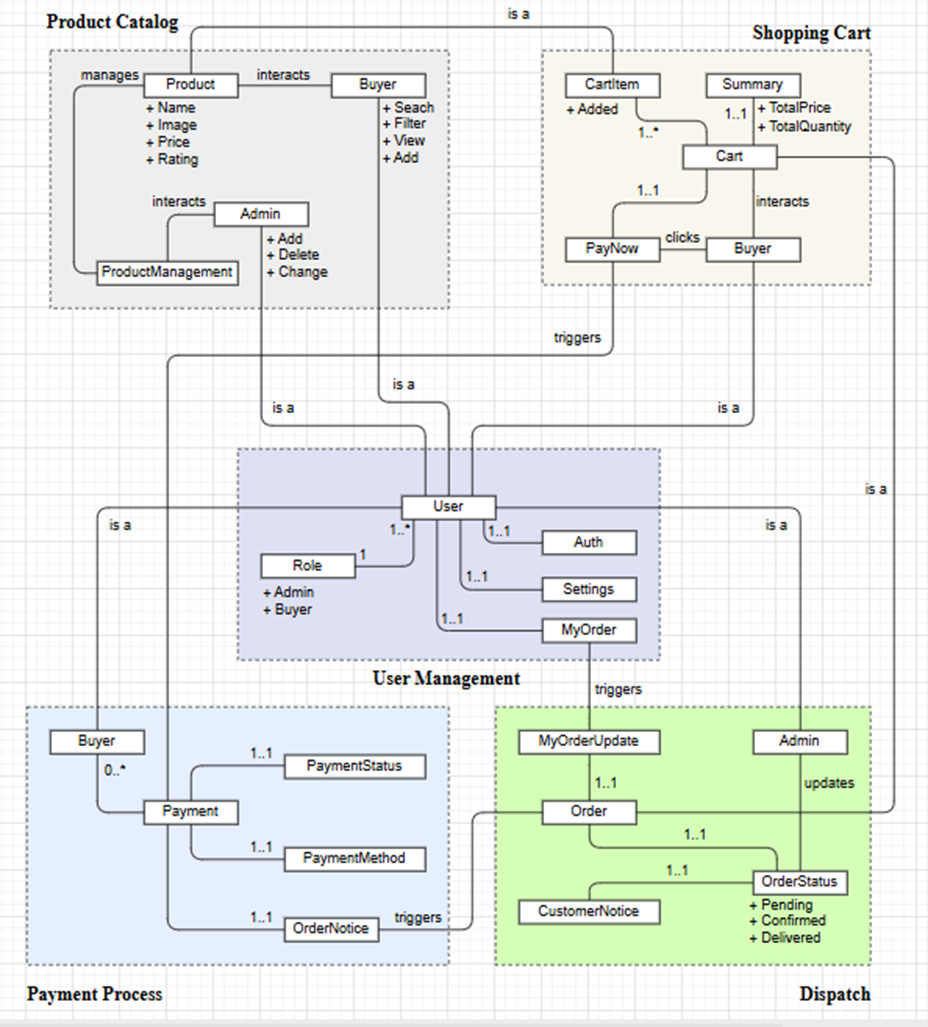 Product Catalog
is a
Shopping Cart
manages
Product
interacts
Buyer
+ Name
+ Image
+ Price
+ Rating
+ Seach
+ Filter
+ View
+ Add
interacts
Admin
+ Add
+ Delete
+ Change
ProductManagement
CartItem
+ Added
Summary
+ TotalPrice
+ TotalQuantity
1..*
1..1
Cart
1..1
interacts
PayNow
clicks
Buyer
triggers
is a
is a
is a
is a
is a
is a
User
1..*
1
Role
+ Admin
+ Buyer
1..1
Auth
1..1
Settings
1..1
MyOrder
User Management
triggers
Buyer
0..*
Payment
1..1
PaymentStatus
1..1
PaymentMethod
1..1
OrderNotice
triggers
MyOrderUpdate
Admin
1..1
updates
Order
1..1
1..1
OrderStatus
+ Pending
+ Confirmed
+ Delivered
CustomerNotice
Payment Process
Dispatch